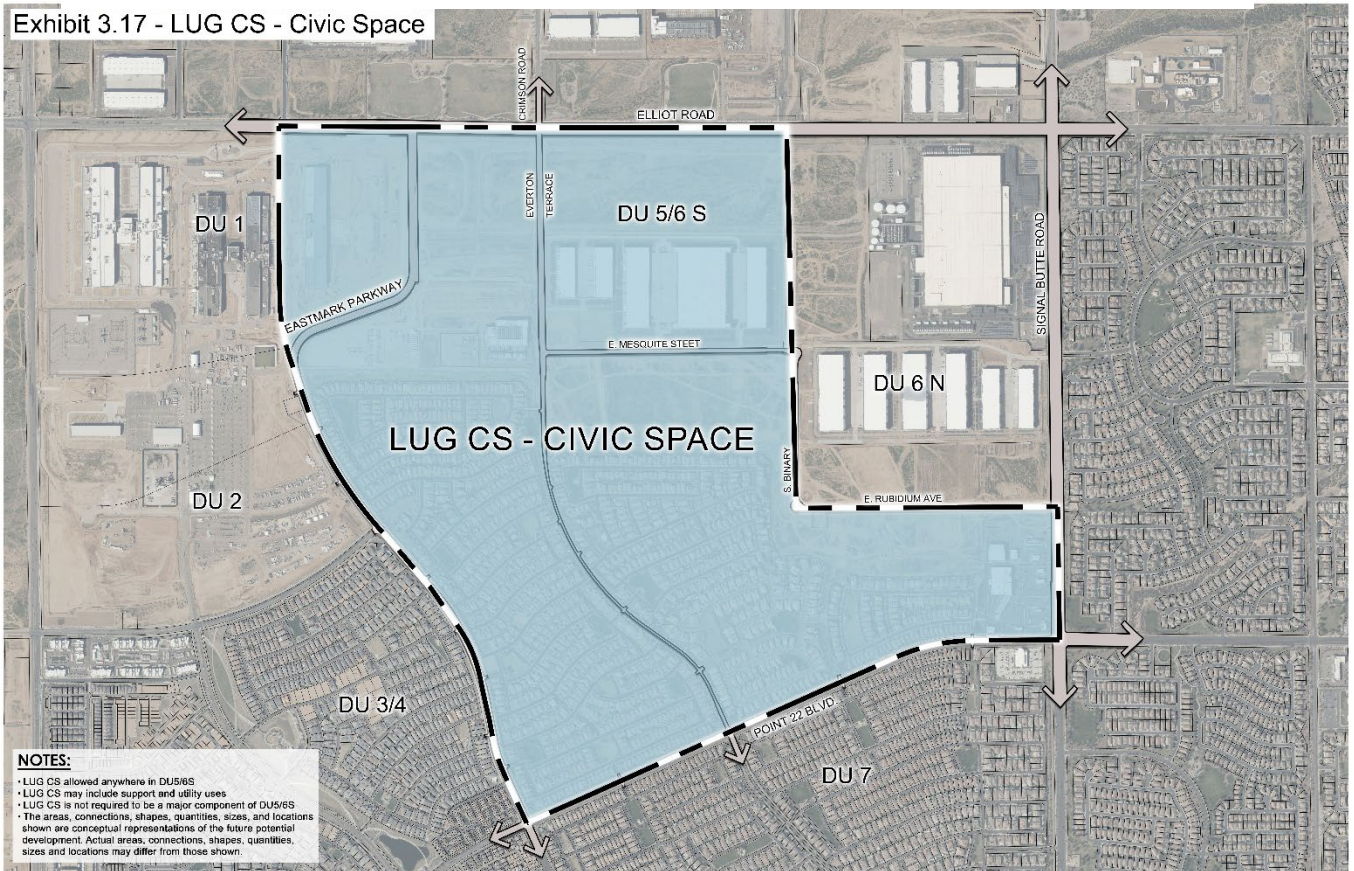 Exhibit 3.17 - LUG CS - Civic Space
CRIMSON ROAD
ELLIOT ROAD
EVERTON
TERRACE
DU 5/6 S
DU 1
SIGNAL BUTTE ROAD
EASTMARK PARKWAY
E. MESQUITE STEET
DU 6 N
LUG CS - CIVIC SPACE
S. BINARY
E. RUBIDIUM AVE
DU 2
DU 3/4
POINT 22 BLVD.
DU 7
NOTES:
• LUG CS allowed anywhere in DU5/6S
• LUG CS may include support and utility uses
• LUG CS is not required to be a major component of DU5/6S
• The areas, connections, shapes, quantities, sizes, and locations
shown are conceptual representations of the future potential
development. Actual areas, connections, shapes, quantities,
sizes and locations may differ from those shown.